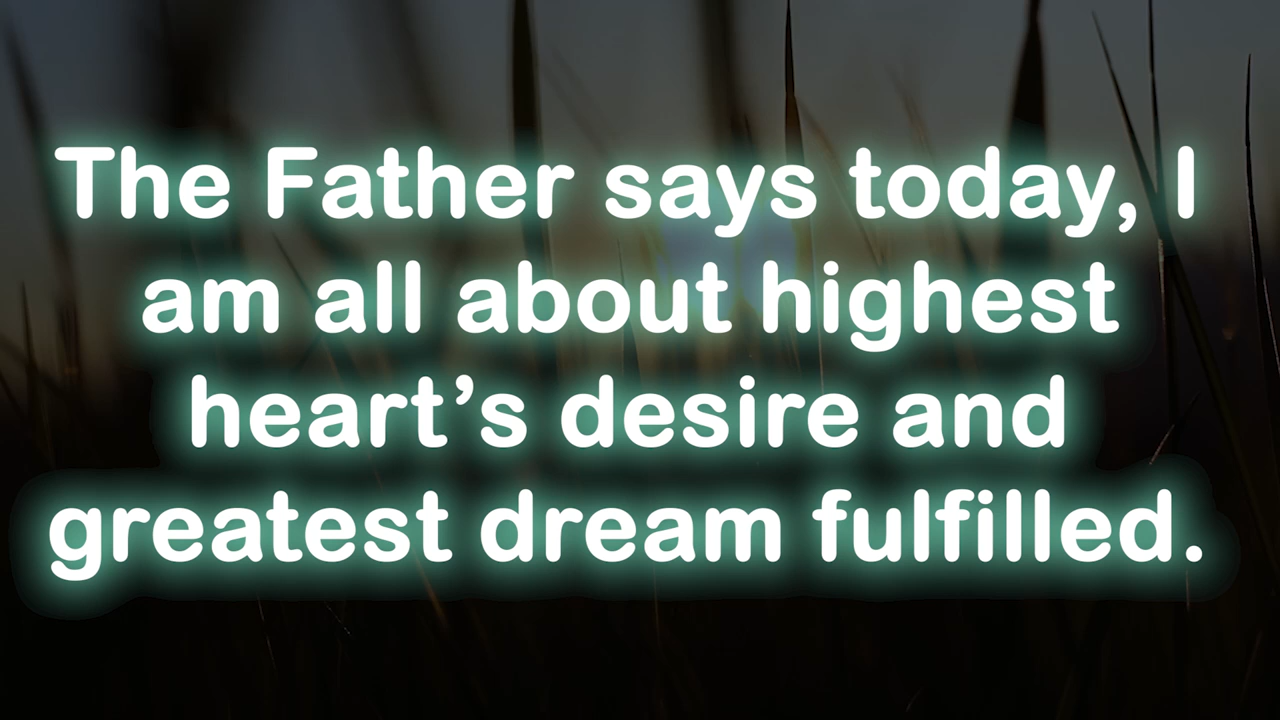 The Father says today, I
am all about highest
heart’s desire and
greatest dream fulfilled.